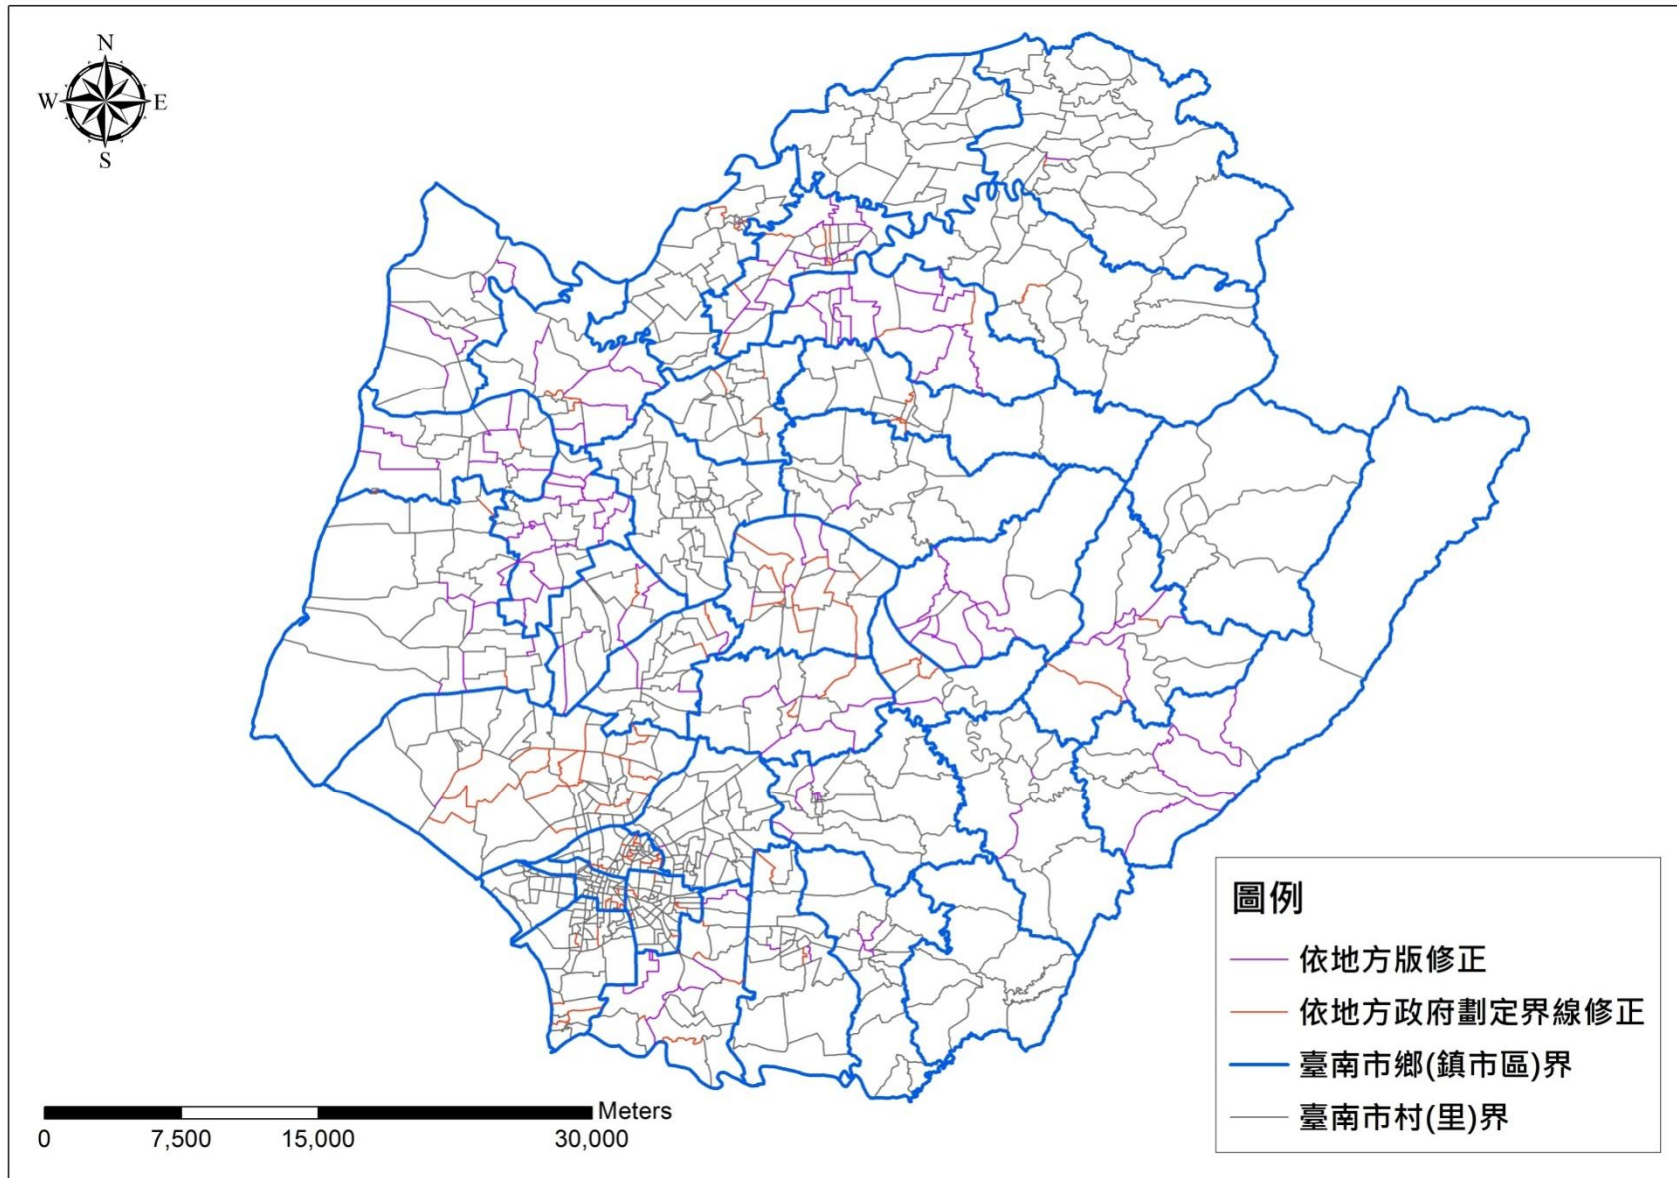 N
W E
S
圖例
依地方版修正
依地方政府劃定界線修正
臺南市鄉(鎮市區)界
臺南市村(里)界
Meters
0 7,500 15,000 30,000